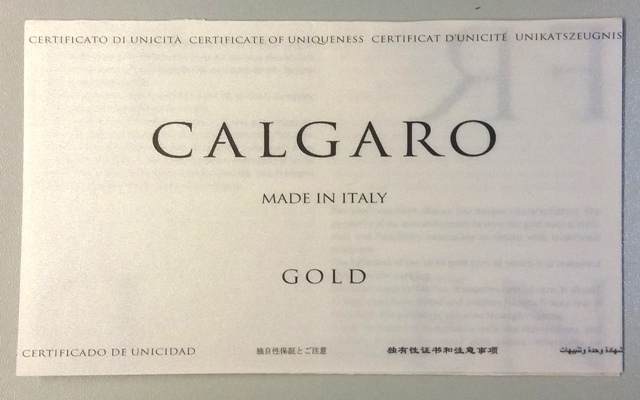 CERTIFICATO DI UNICITÀ CERTIFICATE OF UNIQUENESS CERTIFICAT D'UNICITÉ UNIKATSZEUGNIS
CALGARO
MADE IN ITALY
GOLD
CERTIFICADO DE UNICIDAD 独自性保証とご注意 独有性证书和注意事项 شهادة وحدة وتنبيهات